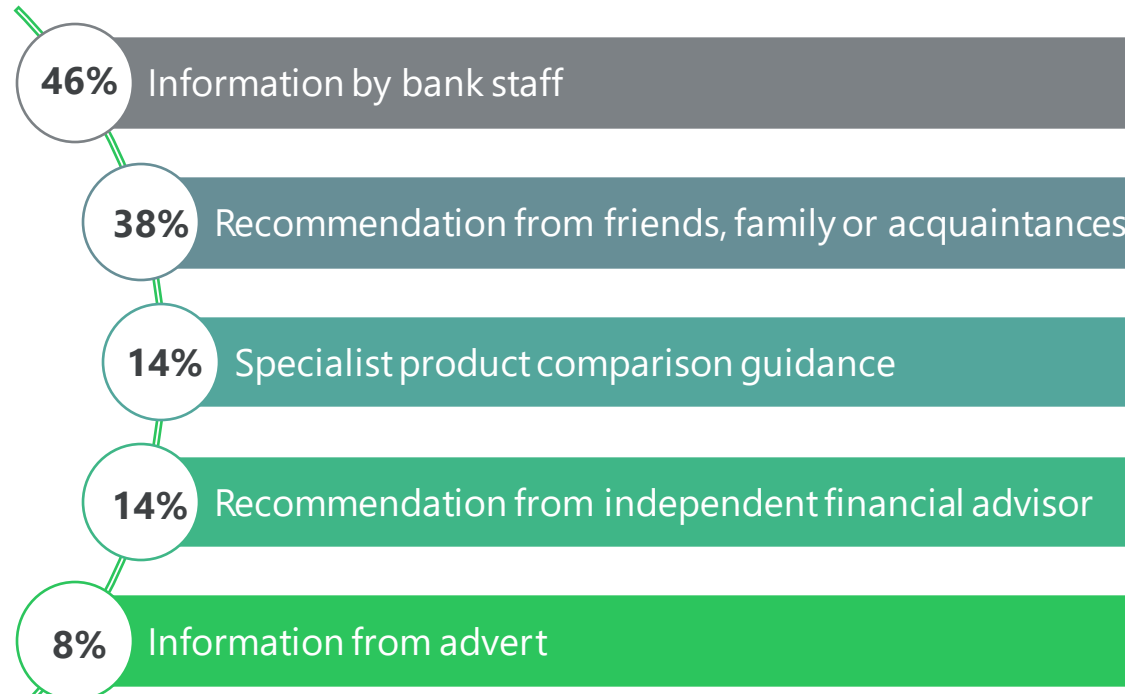 46% Information by bank staff
38% Recommendation from friends, family or acquaintances
14% Specialist product comparison guidance
14% Recommendation from independent financial advisor
8% Information from advert